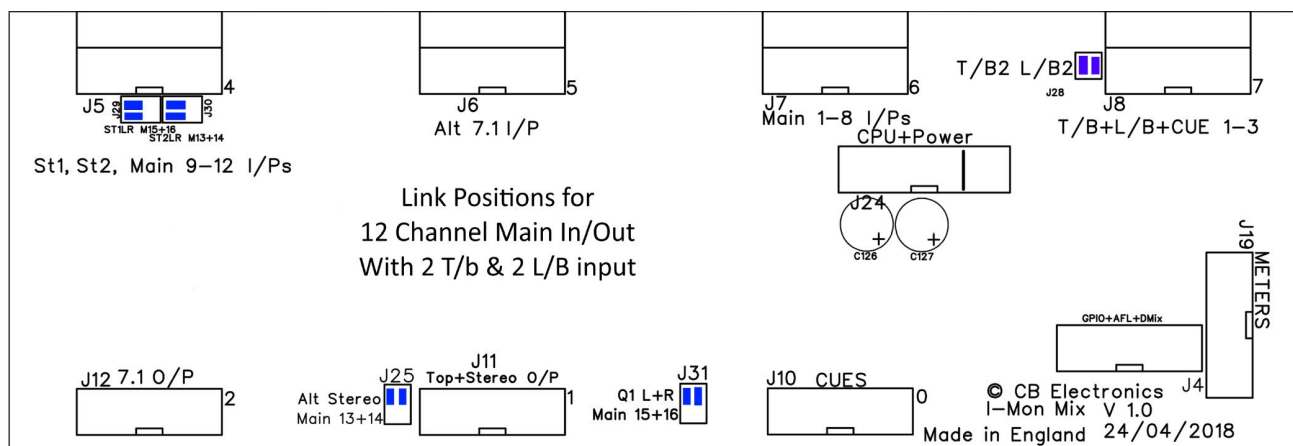 4
5
6
T/B2 L/B2
7
J5
J29
J30
J6
J7
J28
J8
ST1LR M15+16
ST2LR M13+14
Alt 7.1 I/P
Main 1-8 I/Ps
T/B+L/B+CUE 1-3
St1, St2, Main 9-12 I/Ps
CPU+Power
Link Positions for
12 Channel Main In/Out
With 2 T/b & 2 L/B input
J24
C126
C127
J19
METERS
GPIO+AFL+DMix
J4
J12 7.1 O/P
2
J25
Alt Stereo
Main 13+14
J11
Top+Stereo O/P
1
J31
Q1 L+R
Main 15+16
J10 CUES
0
© CB Electronics
I-Mon Mix V 1.0
Made in England 24/04/2018